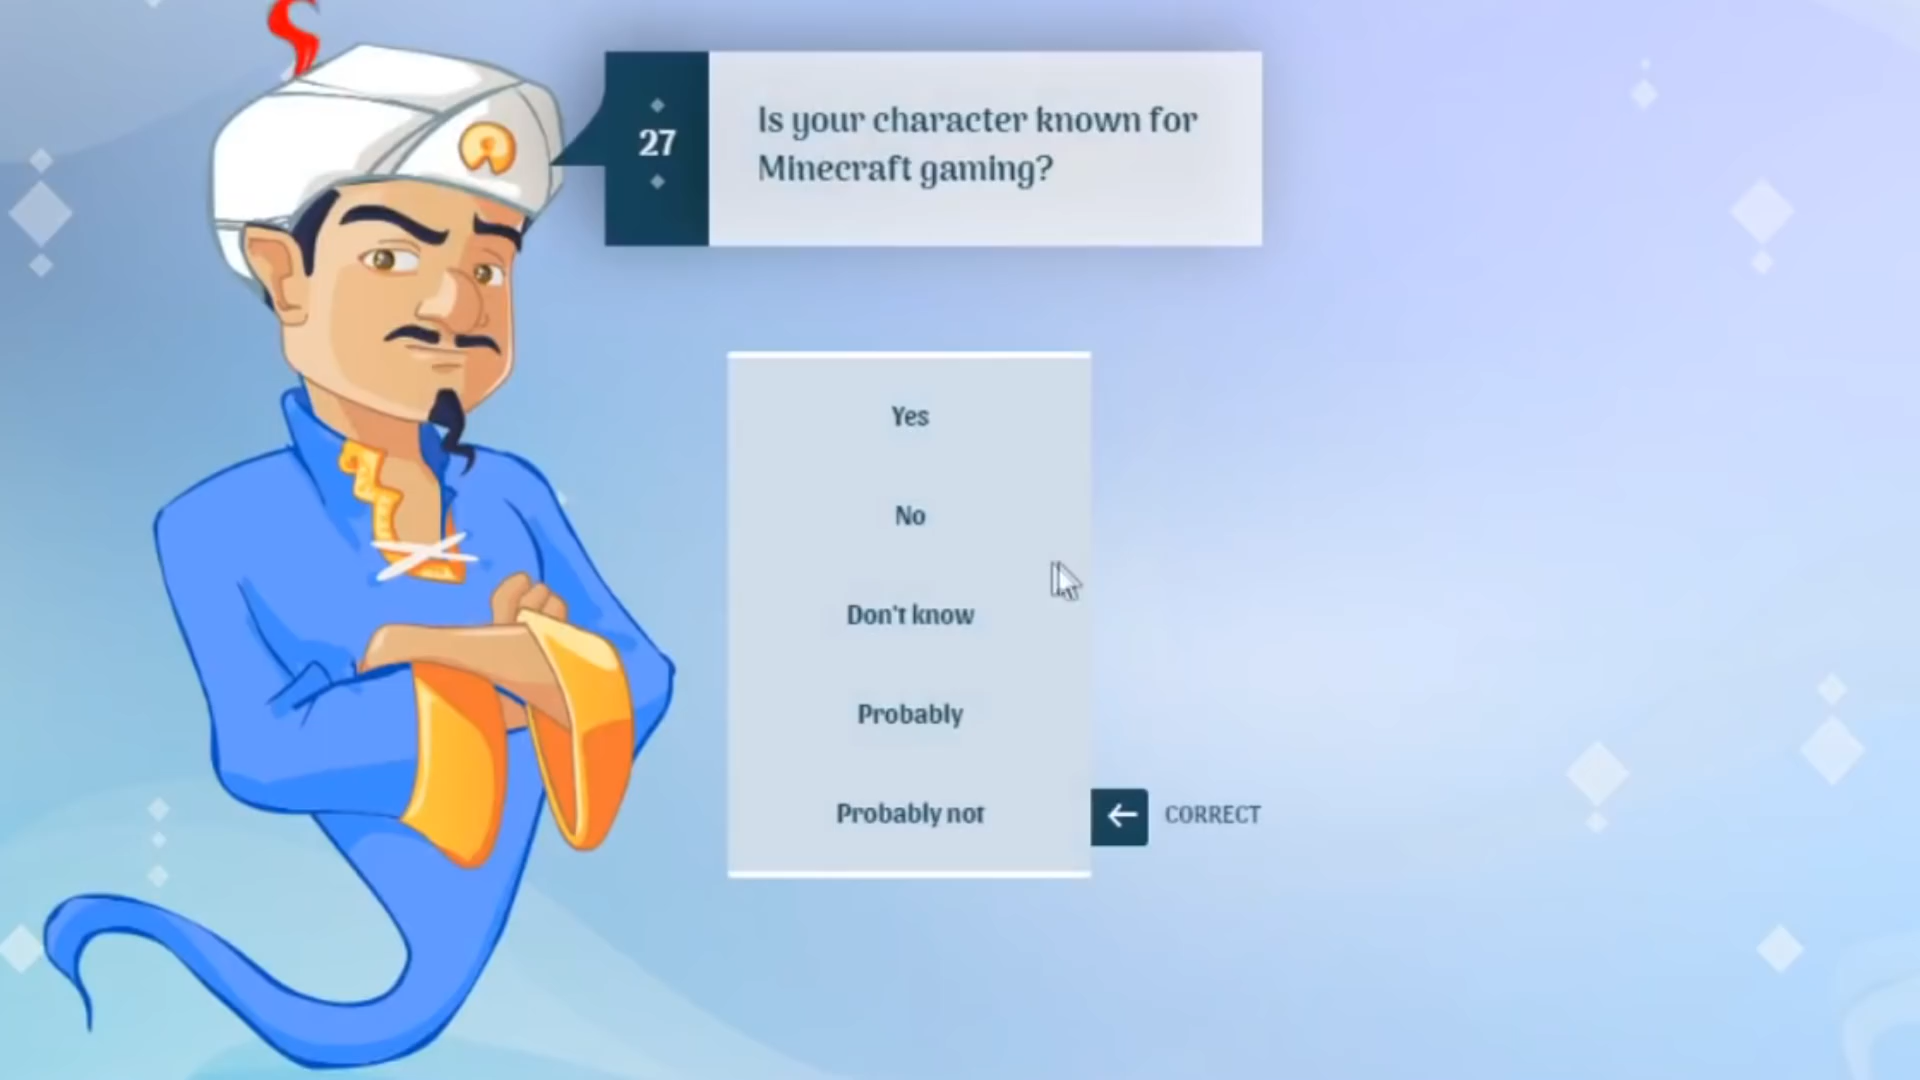 27
Is your character known for
Minecraft gaming?
Yes
No
Don't know
Probably
Probably not
CORRECT